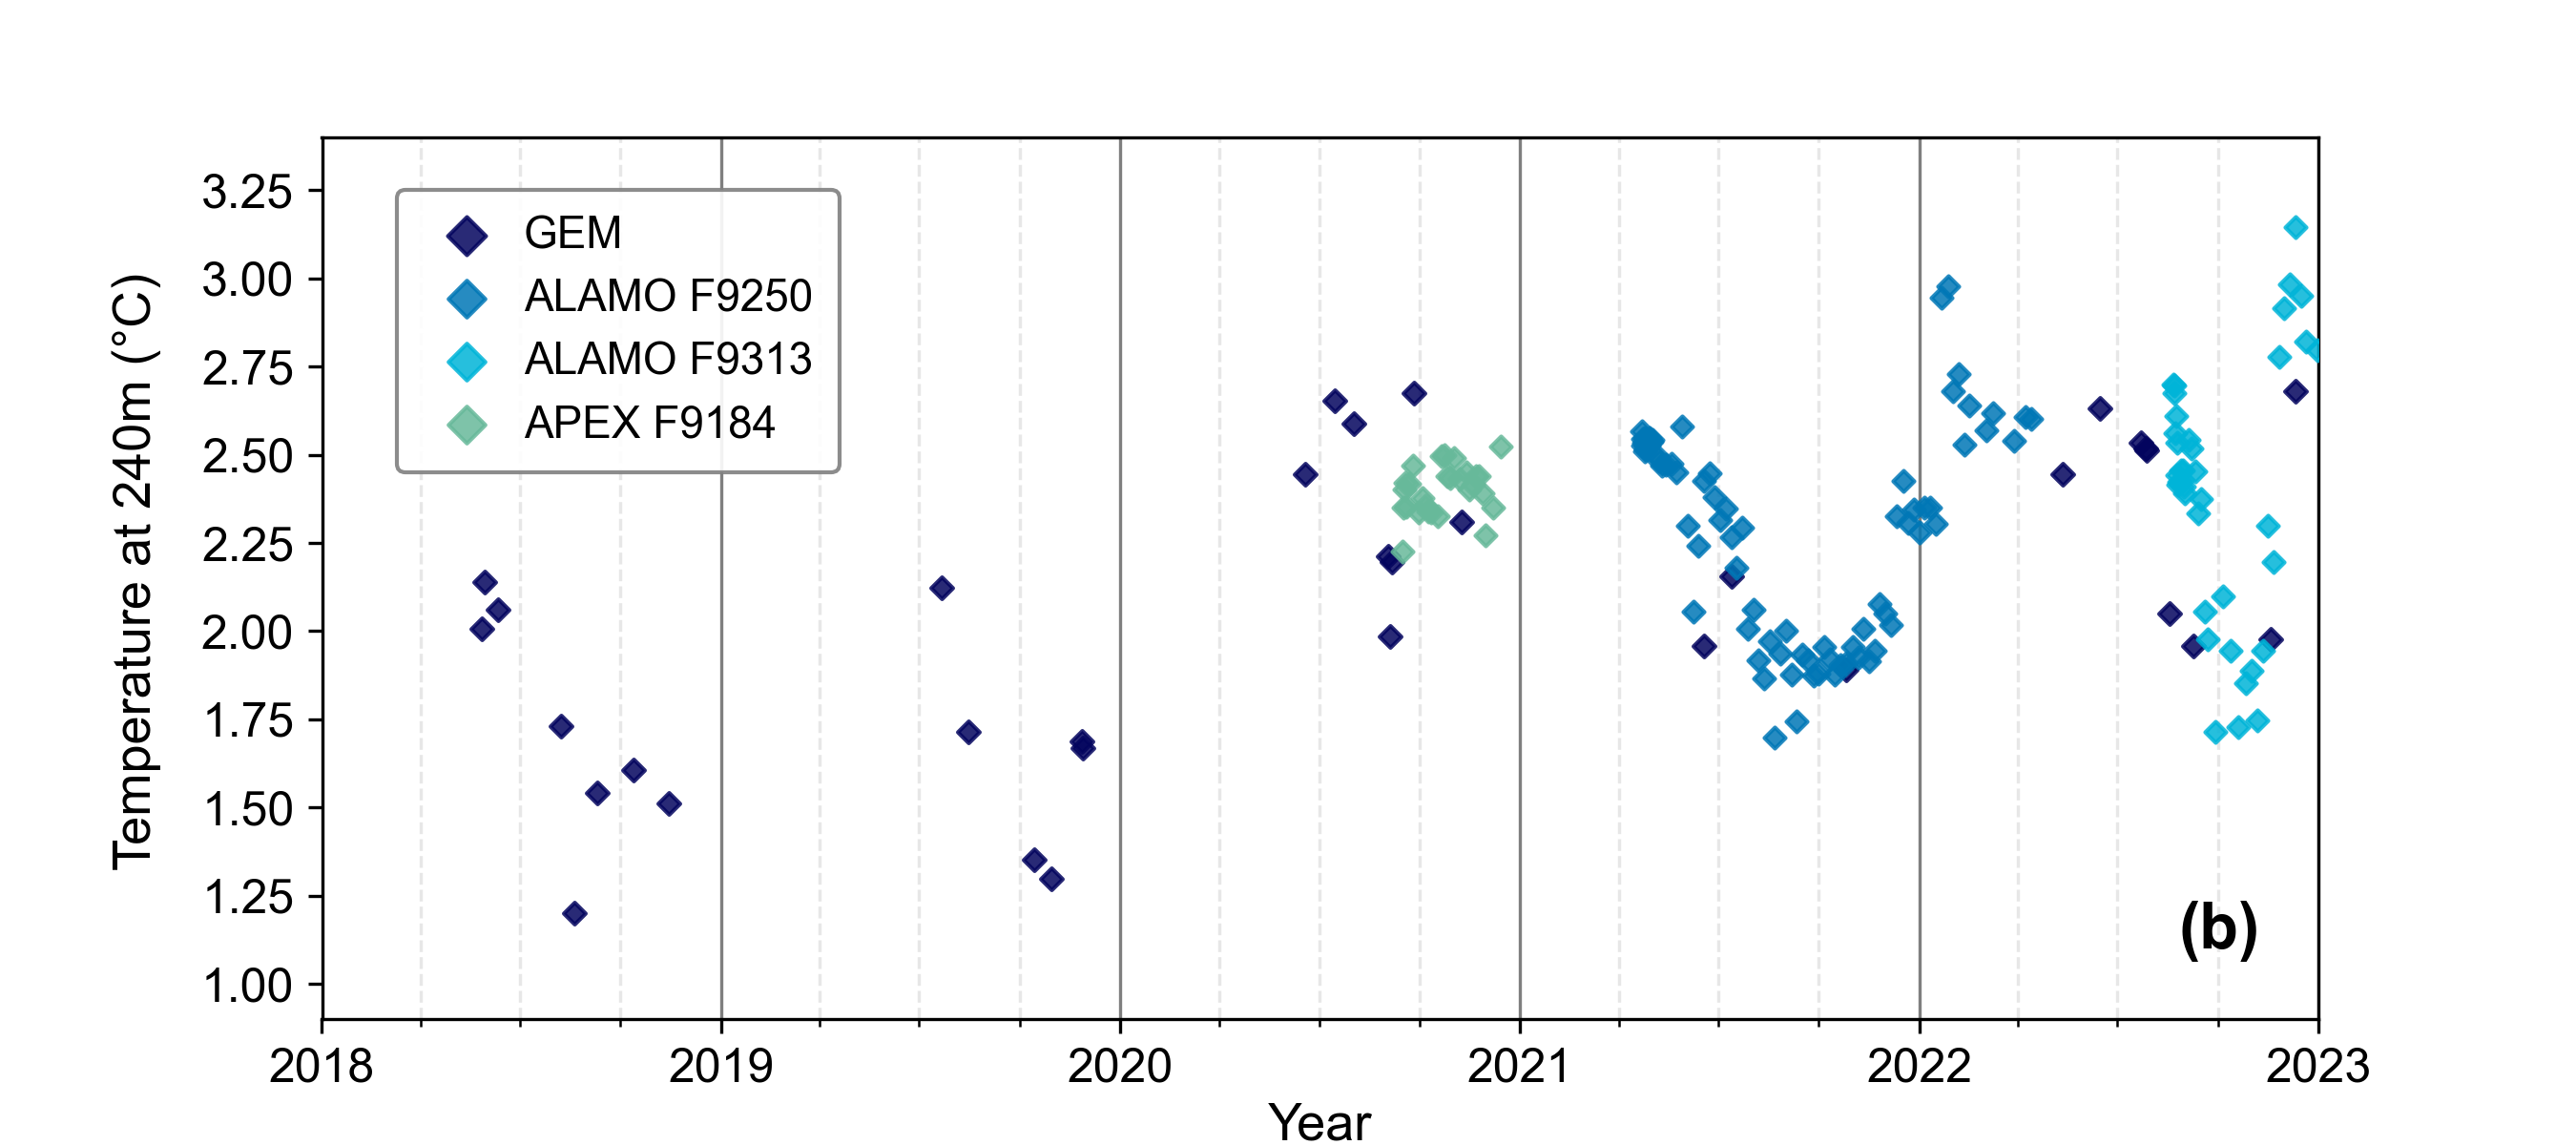 Temperature at 240m (°C)
3.25
3.00
2.75
2.50
2.25
2.00
1.75
1.50
1.25
1.00
GEM
ALAMO F9250
ALAMO F9313
APEX F9184
(b)
2018 2019 2020 2021 2022 2023
Year